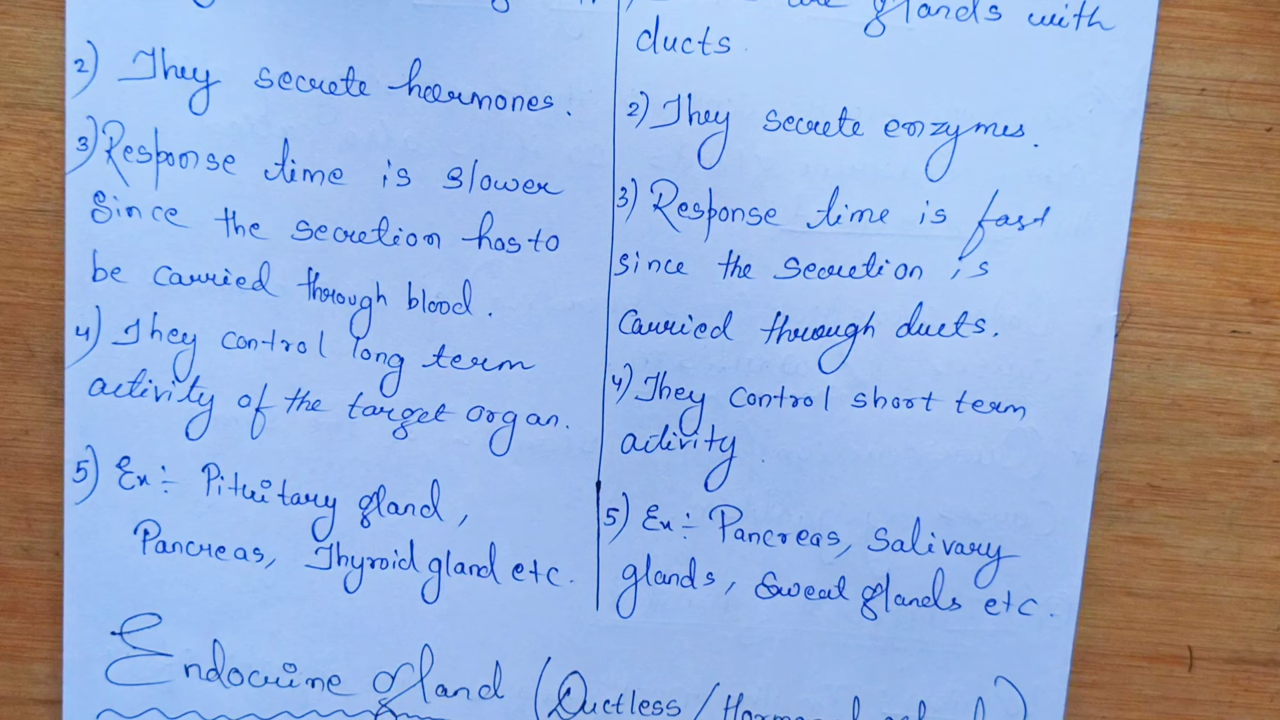 2) They secrete hormones.
3) Response time is slower
since the secretion has to
be carried through blood.
4) They control long term
activity of the target organ.
5) Ex:- Pituitary gland,
Pancreas, Thyroid gland etc.
glands with
ducts.
2) They secrete enzymes.
3) Response time is fast
since the secretion is
carried through ducts.
4) They control short term
activity.
5) Ex:- Pancreas, Salivary
glands, Sweat glands etc.
Endocrine gland (Ductless /